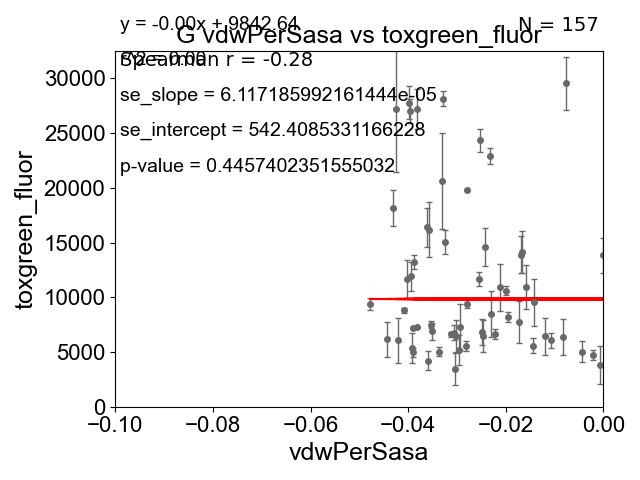 y = -0.00x + 9842.64
N = 157
G vdwPerSasa vs toxgreen_fluor
Spearman r = -0.28
se_slope = 6.117185992161444e-05
se_intercept = 542.4085331166228
p-value = 0.4457402351555032
toxgreen_fluor
30000
25000
20000
15000
10000
5000
0
−0.10 −0.08 −0.06 −0.04 −0.02 0.00
vdwPerSasa